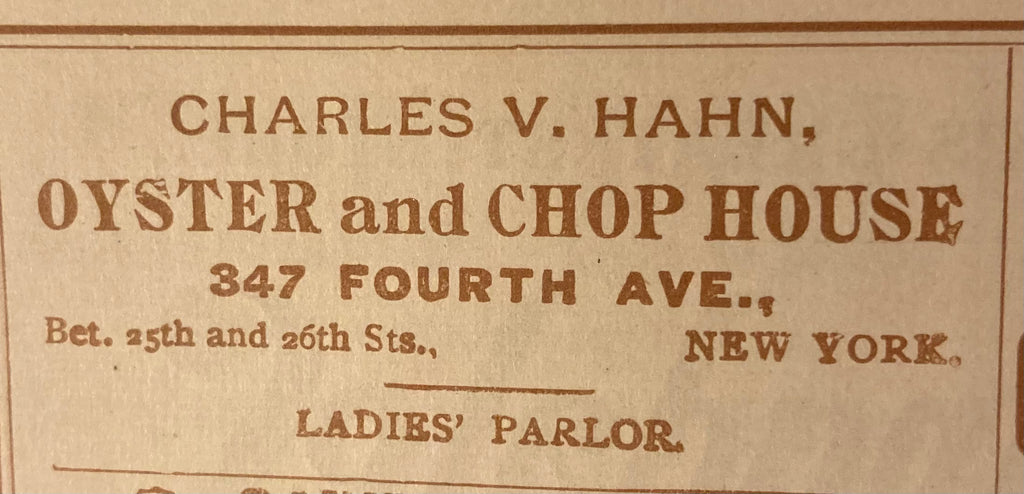 CHARLES V. HAHN,
OYSTER and CHOP HOUSE
347 FOURTH AVE.,
Bet. 25th and 26th Sts., NEW YORK.
LADIES' PARLOR.